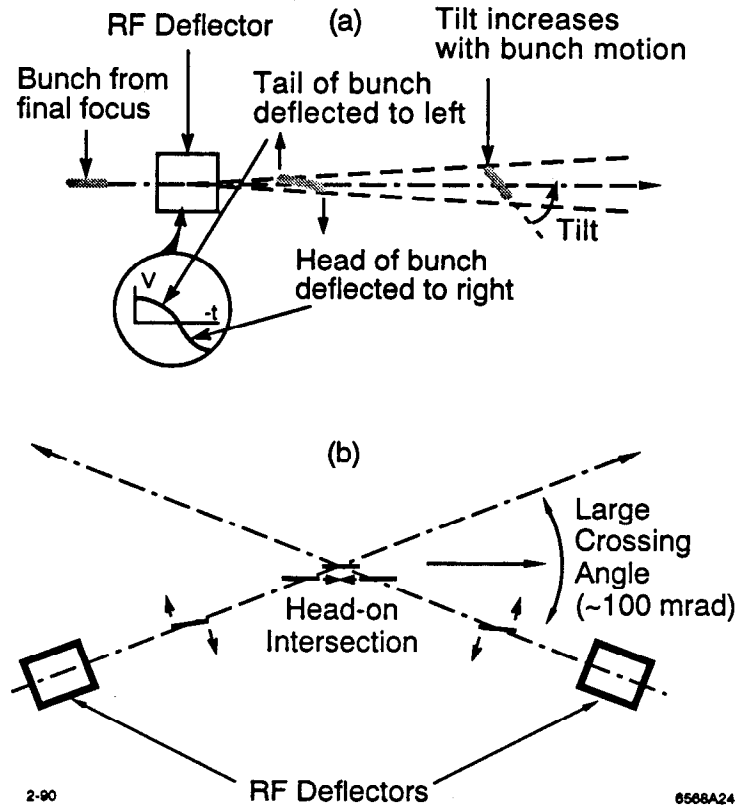 (a)
RF Deflector
Tilt increases
with bunch motion
Bunch from
final focus
Tail of bunch
deflected to left
Tilt
Head of bunch
deflected to right
V
-t
(b)
Large
Crossing
Angle
(~100 mrad)
Head-on
Intersection
RF Deflectors
2-90
6568A24